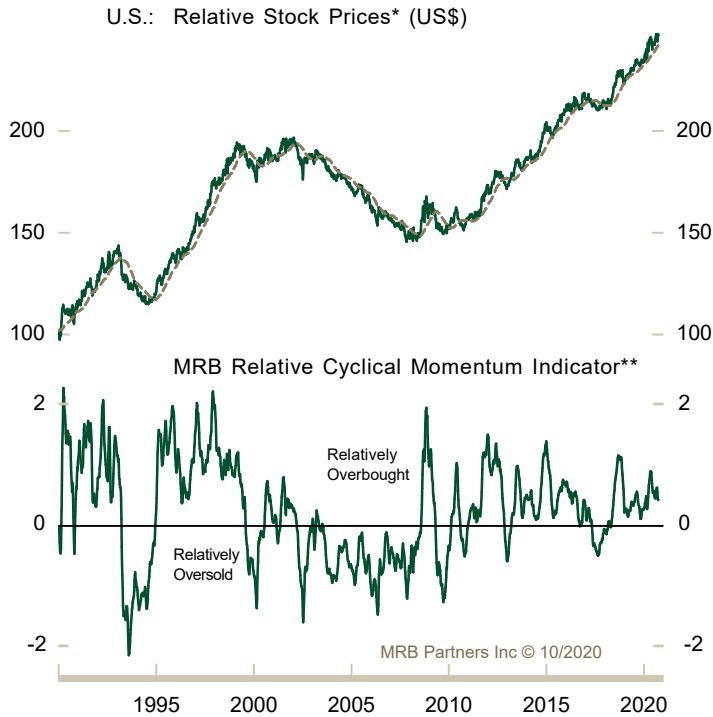 U.S.: Relative Stock Prices* (US$)
200 200
150 150
100 100
MRB Relative Cyclical Momentum Indicator**
2 2
Relatively
Overbought
0 0
Relatively
Oversold
-2 -2
MRB Partners Inc © 10/2020
1995 2000 2005 2010 2015 2020